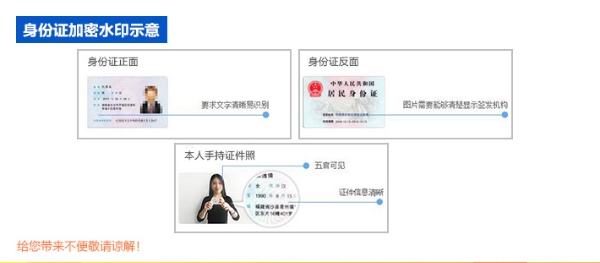 身份证加密水印示意
身份证正面
要求文字清晰易识别
身份证反面
中华人民共和国
居民身份证
图片需要能够清楚显示签发机构
本人手持证件照
五官可见
女
1990
证件信息清晰
给您带来不便敬请谅解!